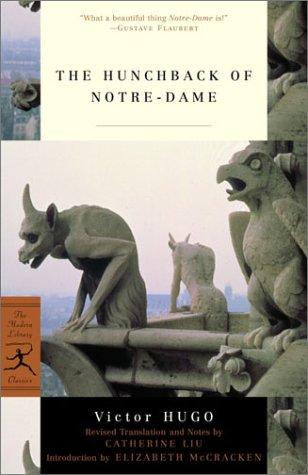 "What a beautiful thing Notre-Dame is!"
—GUSTAVE FLAUBERT
THE HUNCHBACK OF
NOTRE-DAME
The
Modern Library
Classics
Victor HUGO
Revised Translation and Notes by
CATHERINE LIU
Introduction by ELIZABETH McCRACKEN